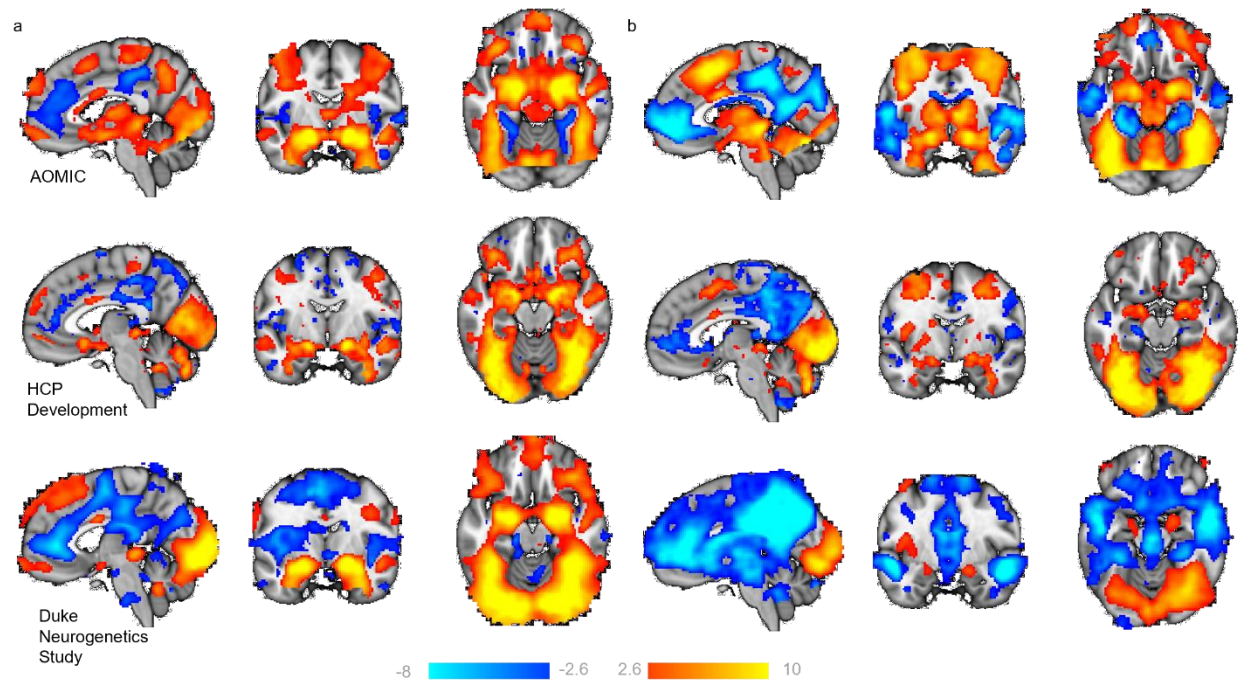 a
b
AOMIC
HCP
Development
Duke
Neurogenetics
Study
-8
-2.6
2.6
10